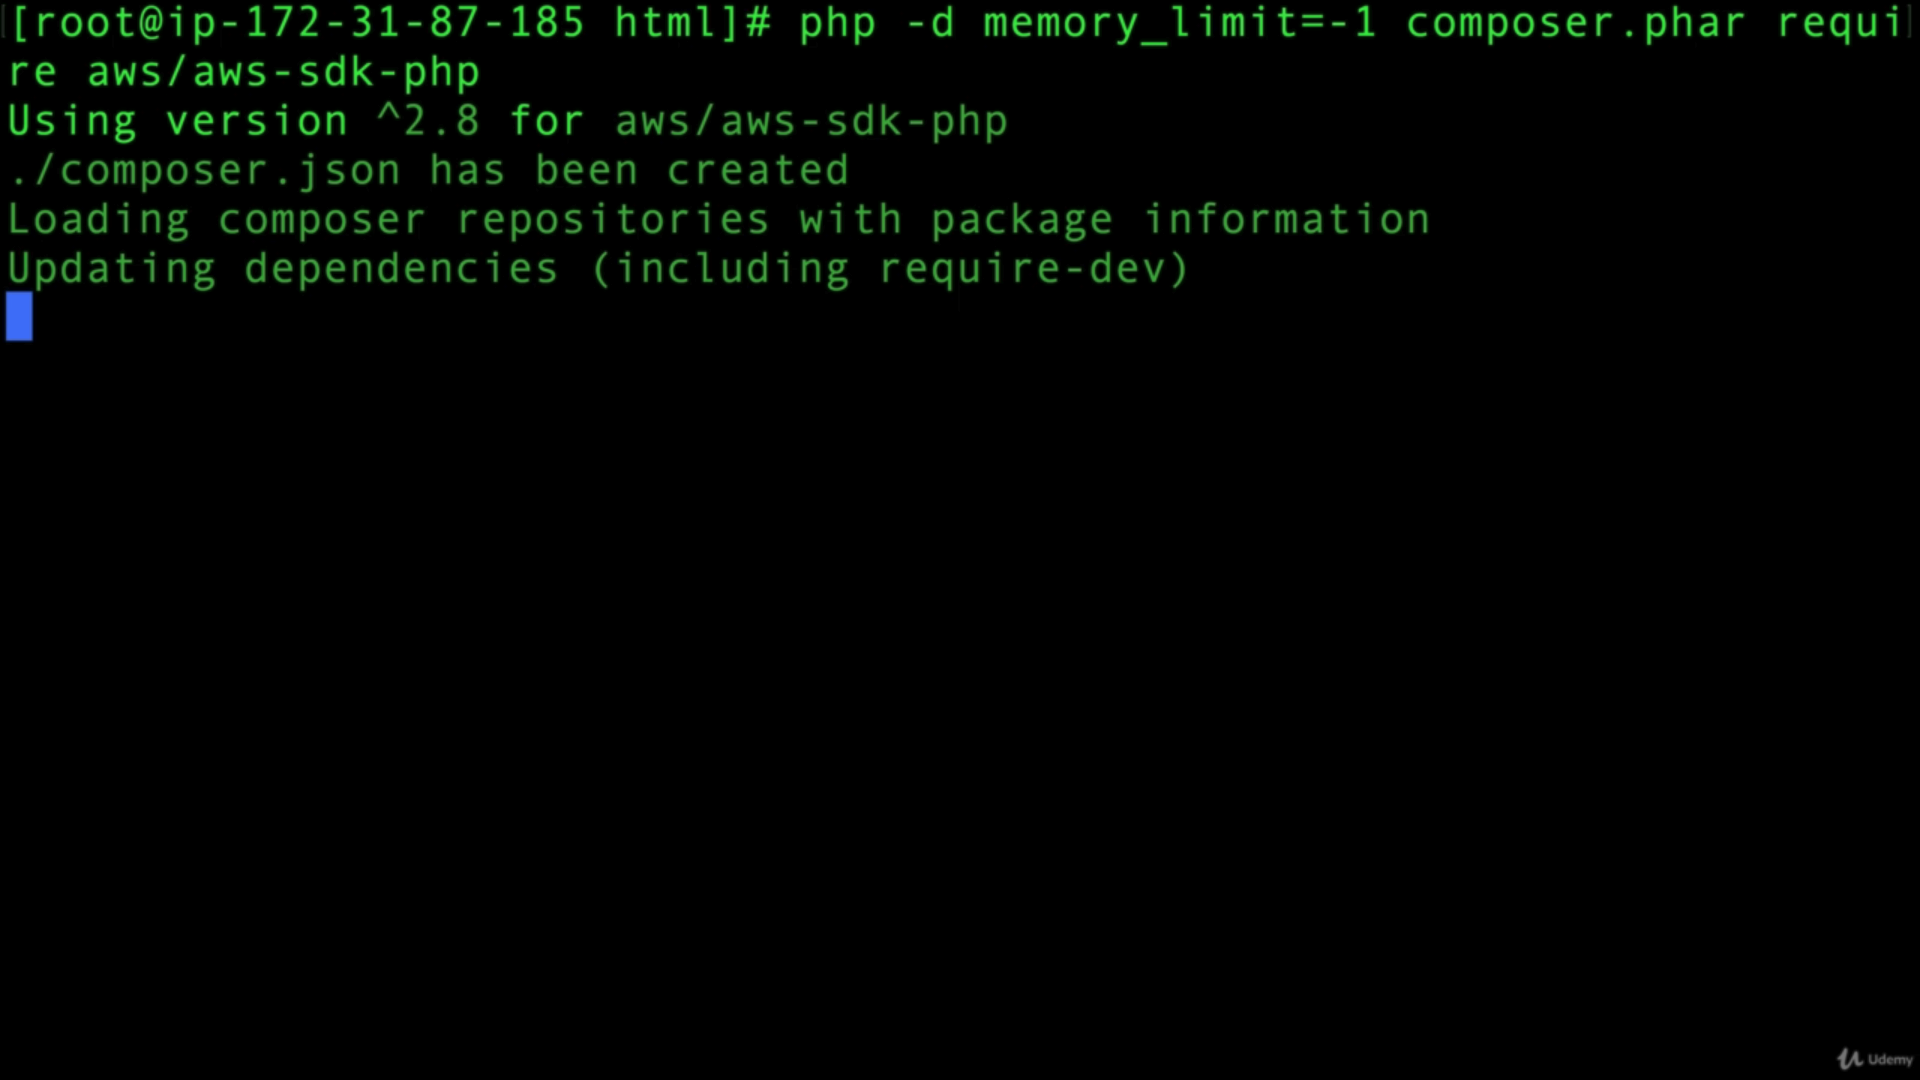 [root@ip-172-31-87-185 html]# php -d memory_limit=-1 composer.phar requi
re aws/aws-sdk-php
Using version ^2.8 for aws/aws-sdk-php
./composer.json has been created
Loading composer repositories with package information
Updating dependencies (including require-dev)
Udemy